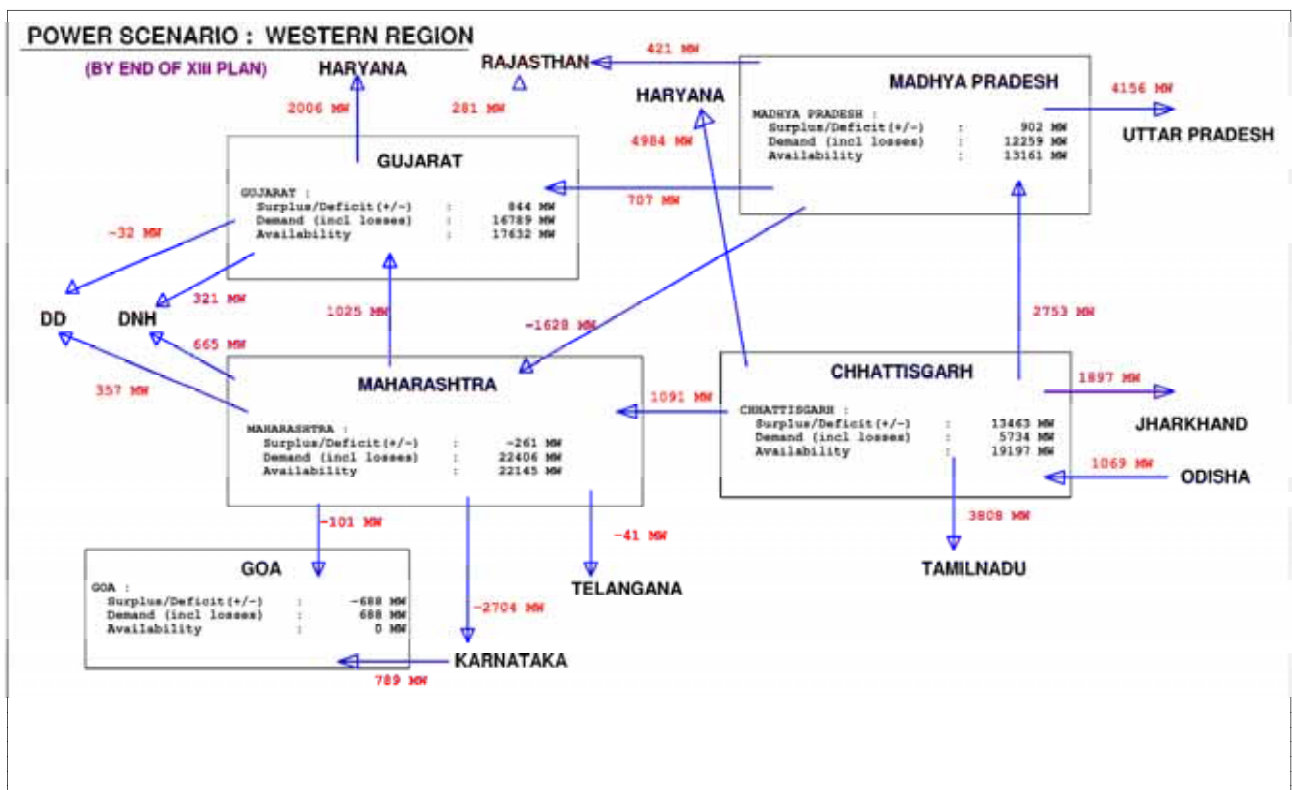 POWER SCENARIO : WESTERN REGION
(BY END OF XIII PLAN)
HARYANA
RAJASTHAN
421 MW
2006 MW
281 MW
HARYANA
4984 MW
MADHYA PRADESH
MADHYA PRADESH :
Surplus/Deficit(+/-) : 902 MW
Demand (incl losses) : 12259 MW
Availability : 13161 MW
4156 MW
UTTAR PRADESH
GUJARAT
GUJARAT :
Surplus/Deficit(+/-) : 844 MW
Demand (incl losses) : 16789 MW
Availability : 17632 MW
707 MW
-32 MW
321 MW
1025 MW
-1628 MW
2753 MW
DD
DNH
665 MW
357 MW
MAHARASHTRA
MAHARASHTRA :
Surplus/Deficit(+/-) : -261 MW
Demand (incl losses) : 22406 MW
Availability : 22145 MW
1091 MW
CHHATTISGARH
CHHATTISGARH :
Surplus/Deficit(+/-) : 13463 MW
Demand (incl losses) : 5734 MW
Availability : 19197 MW
1897 MW
JHARKHAND
1069 MW
ODISHA
-101 MW
-41 MW
3808 MW
TAMILNADU
GOA
GOA :
Surplus/Deficit(+/-) : -688 MW
Demand (incl losses) : 688 MW
Availability : 0 MW
TELANGANA
-2704 MW
KARNATAKA
789 MW